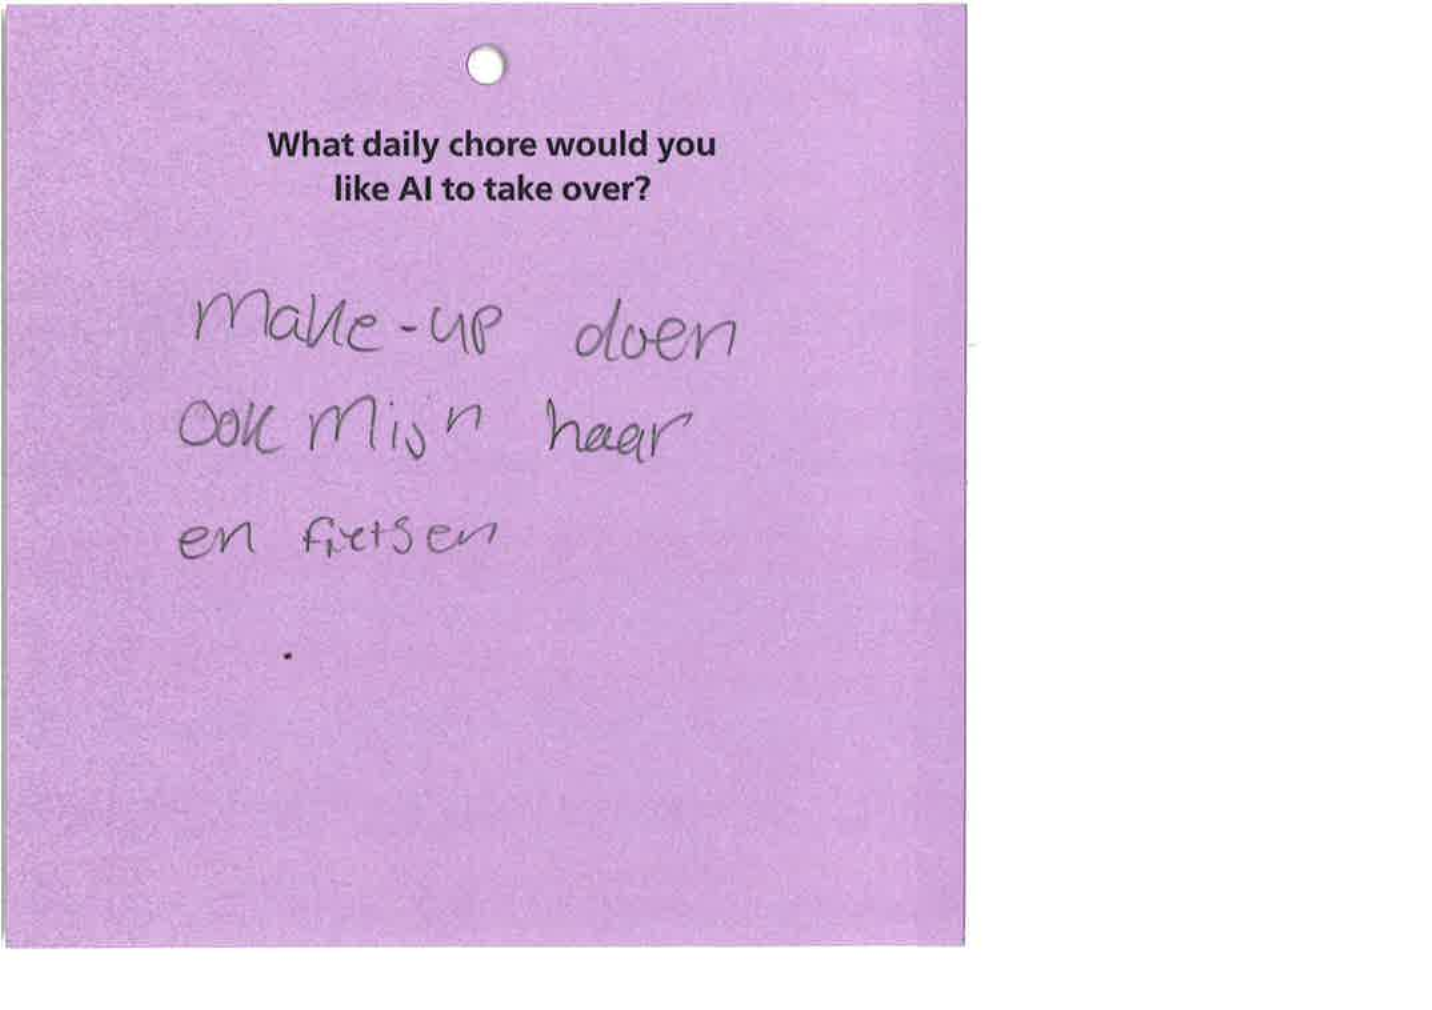 What daily chore would you
like AI to take over?
make-up doen
ook mijn haar
en fietsen